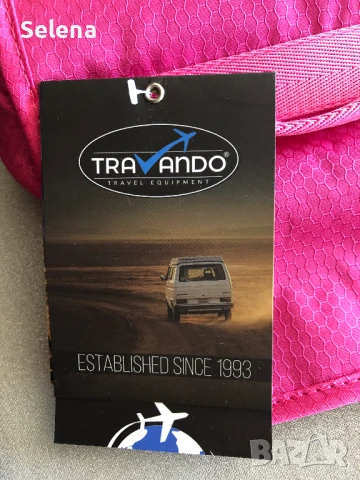 Selena
TRAVANDO®
TRAVEL EQUIPMENT
ESTABLISHED SINCE 1993
BAZAR